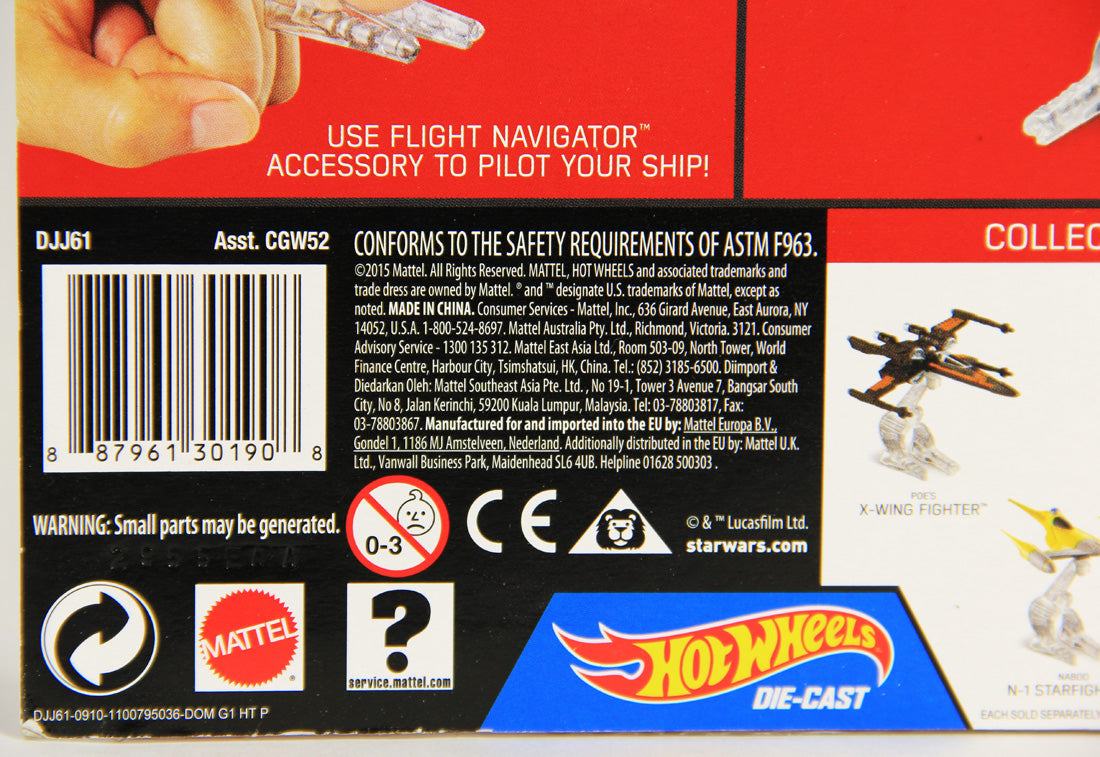 USE FLIGHT NAVIGATOR™
ACCESSORY TO PILOT YOUR SHIP!
DJJ61
Asst. CGW52
8 87961 30190 8
CONFORMS TO THE SAFETY REQUIREMENTS OF ASTM F963.
©2015 Mattel. All Rights Reserved. MATTEL, HOT WHEELS and associated trademarks and
trade dress are owned by Mattel. ® and ™ designate U.S. trademarks of Mattel, except as
noted. MADE IN CHINA. Consumer Services - Mattel, Inc., 636 Girard Avenue, East Aurora, NY
14052, U.S.A. 1-800-524-8697. Mattel Australia Pty. Ltd., Richmond, Victoria. 3121. Consumer
Advisory Service - 1300 135 312. Mattel East Asia Ltd., Room 503-09, North Tower, World
Finance Centre, Harbour City, Tsimshatsui, HK, China. Tel.: (852) 3185-6500. Diimport &
Diedarkan Oleh: Mattel Southeast Asia Pte. Ltd. , No 19-1, Tower 3 Avenue 7, Bangsar South
City, No 8, Jalan Kerinchi, 59200 Kuala Lumpur, Malaysia. Tel: 03-78803817, Fax:
03-78803867. Manufactured for and imported into the EU by: Mattel Europa B.V.,
Gondel 1, 1186 MJ Amstelveen, Nederland. Additionally distributed in the EU by: Mattel U.K.
Ltd., Vanwall Business Park, Maidenhead SL6 4UB. Helpline 01628 500303 .
WARNING: Small parts may be generated.
0-3
CE
© & ™ Lucasfilm Ltd.
starwars.com
MATTEL®
?
service.mattel.com
DJJ61-0910-1100795036-DOM G1 HT P
HOT WHEELS
DIE-CAST
COLLEC
POE'S
X-WING FIGHTER™
NABOO
N-1 STARFIGH
EACH SOLD SEPARATELY